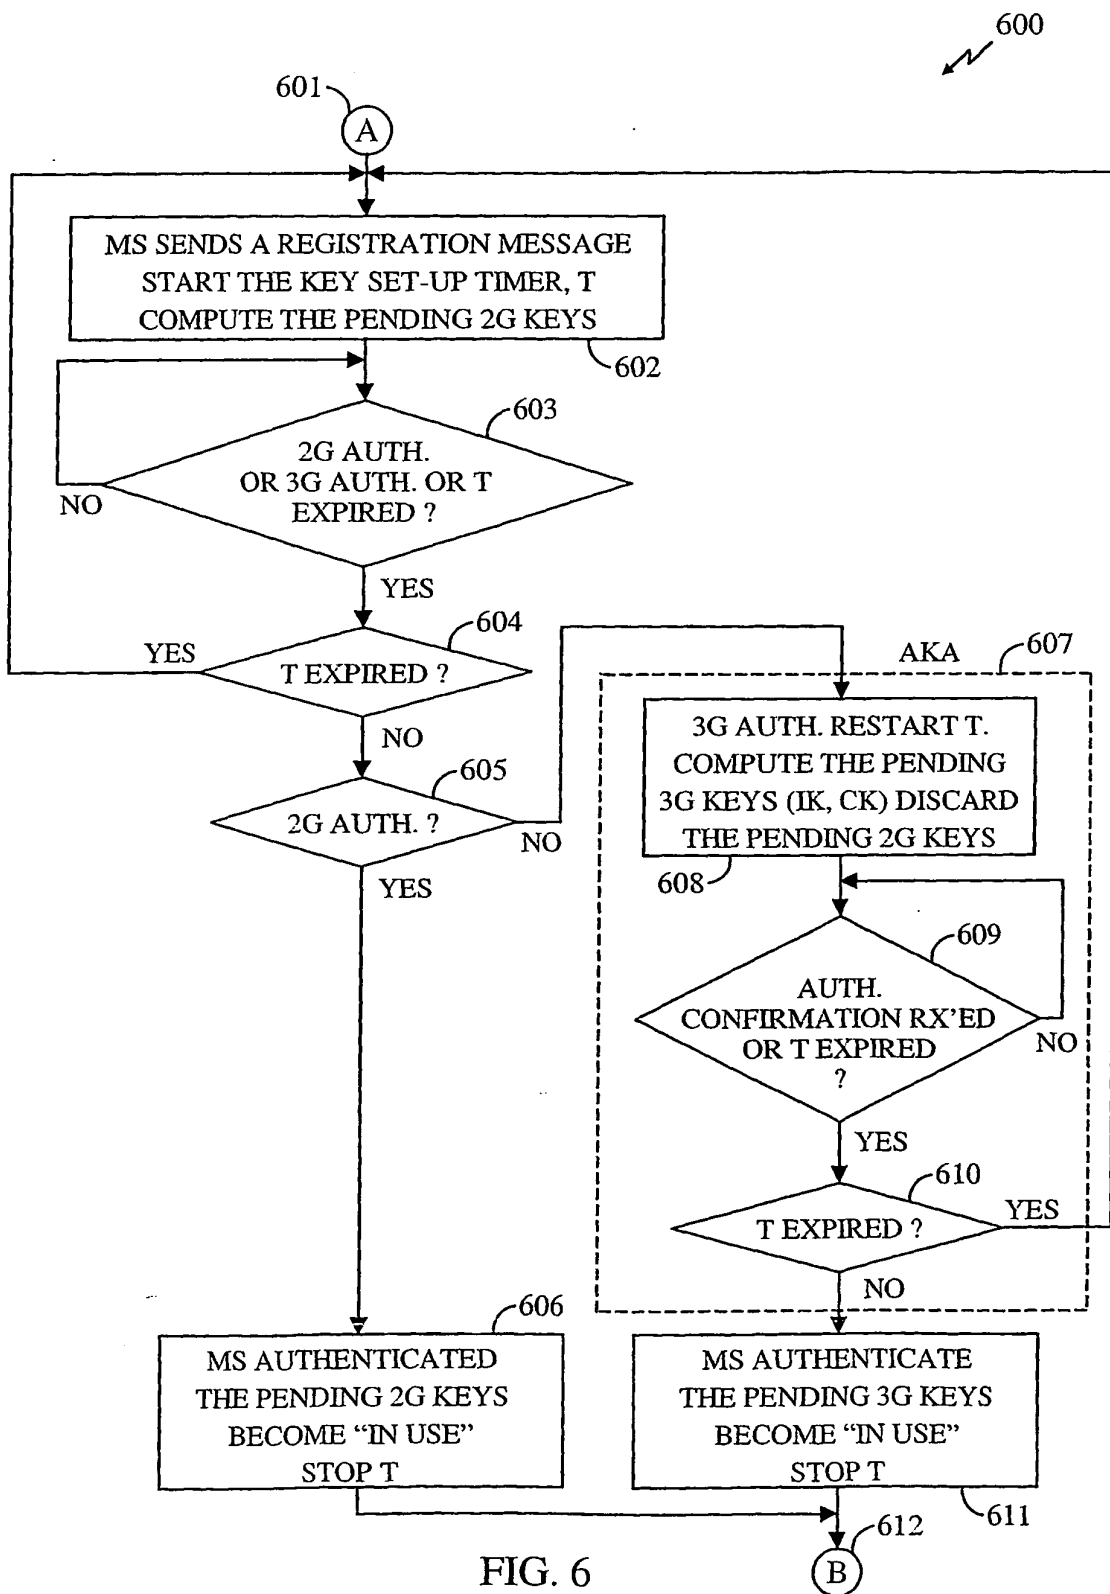 600
601
A
MS SENDS A REGISTRATION MESSAGE
START THE KEY SET-UP TIMER, T
COMPUTE THE PENDING 2G KEYS
602
603
2G AUTH.
OR 3G AUTH. OR T
EXPIRED ?
NO
YES
604
YES
T EXPIRED ?
NO
605
2G AUTH. ?
NO
YES
AKA
607
3G AUTH. RESTART T.
COMPUTE THE PENDING
3G KEYS (IK, CK) DISCARD
THE PENDING 2G KEYS
608
609
AUTH.
CONFIRMATION RX'ED
OR T EXPIRED
?
NO
YES
610
T EXPIRED ?
YES
NO
606
MS AUTHENTICATED
THE PENDING 2G KEYS
BECOME “IN USE”
STOP T
MS AUTHENTICATE
THE PENDING 3G KEYS
BECOME “IN USE”
STOP T
611
612
B
FIG. 6